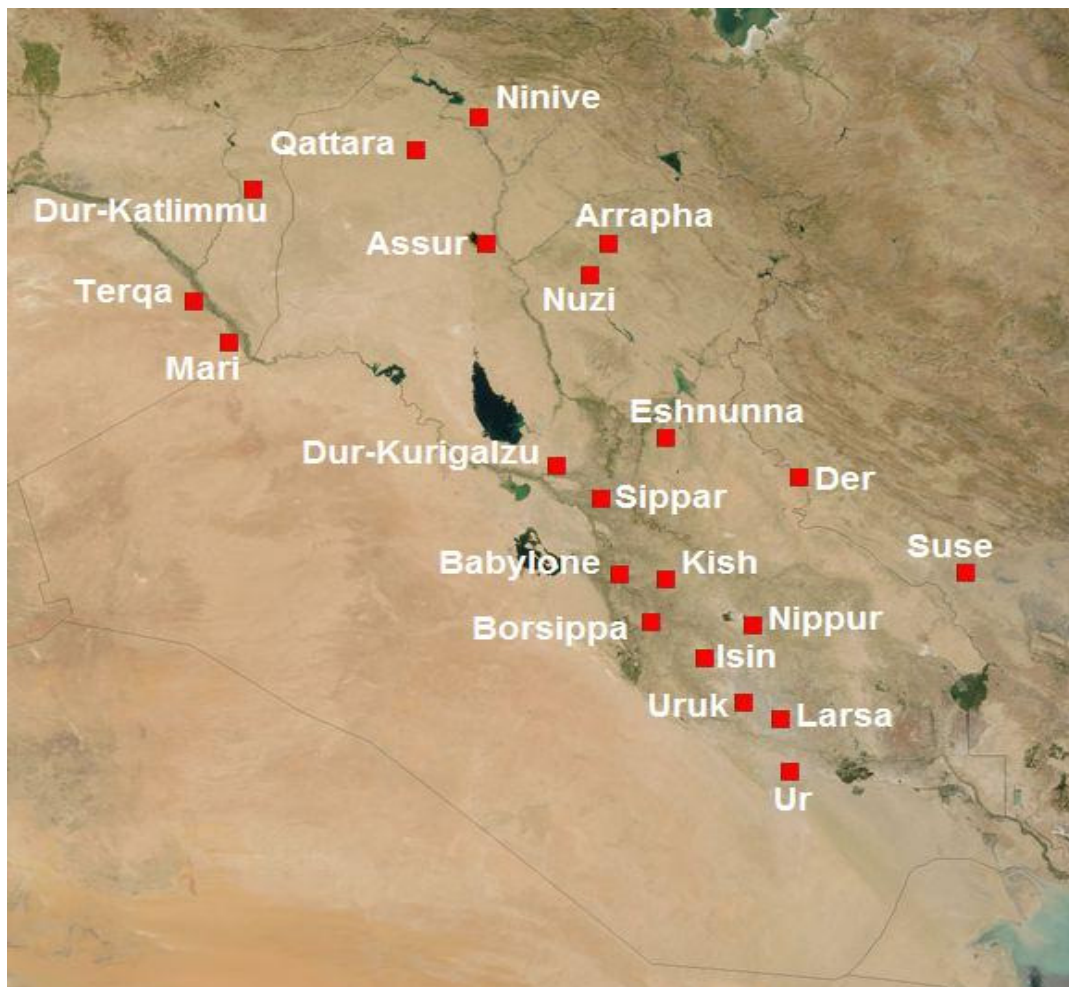 Ninive
Qattara
Dur-Katlimmu
Arrapha
Assur
Terqa
Nuzi
Mari
Eshnunna
Dur-Kurigalzu
Der
Sippar
Suse
Babylone
Kish
Nippur
Borsippa
Isin
Uruk
Larsa
Ur